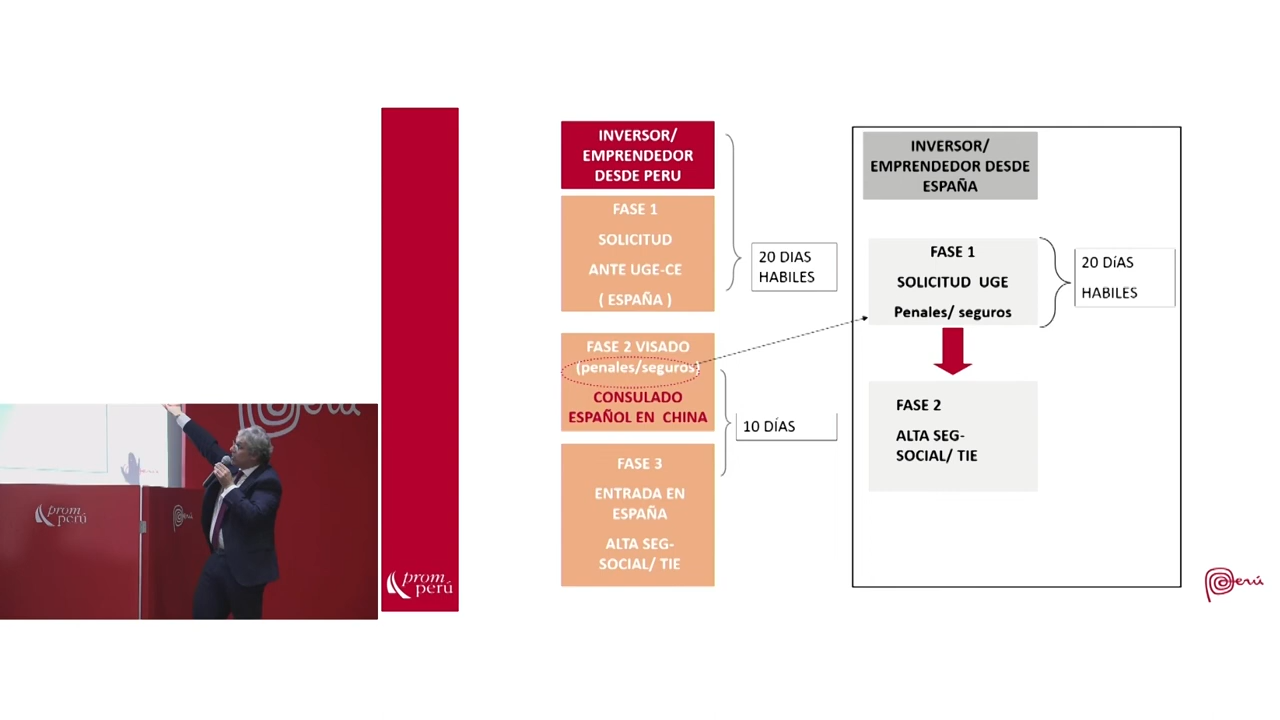 INVERSOR/
EMPRENDEDOR
DESDE PERU
FASE 1
SOLICITUD
ANTE UGE-CE
( ESPAÑA )
20 DIAS
HABILES
FASE 2 VISADO
(penales/seguros)
CONSULADO
ESPAÑOL EN CHINA
10 DÍAS
FASE 3
ENTRADA EN
ESPAÑA
ALTA SEG-
SOCIAL/ TIE
INVERSOR/
EMPRENDEDOR DESDE
ESPAÑA
FASE 1
SOLICITUD UGE
Penales/ seguros
20 DíAS
HABILES
FASE 2
ALTA SEG-
SOCIAL/ TIE
prom
perú
Perú
prom
perú
Perú
Perú